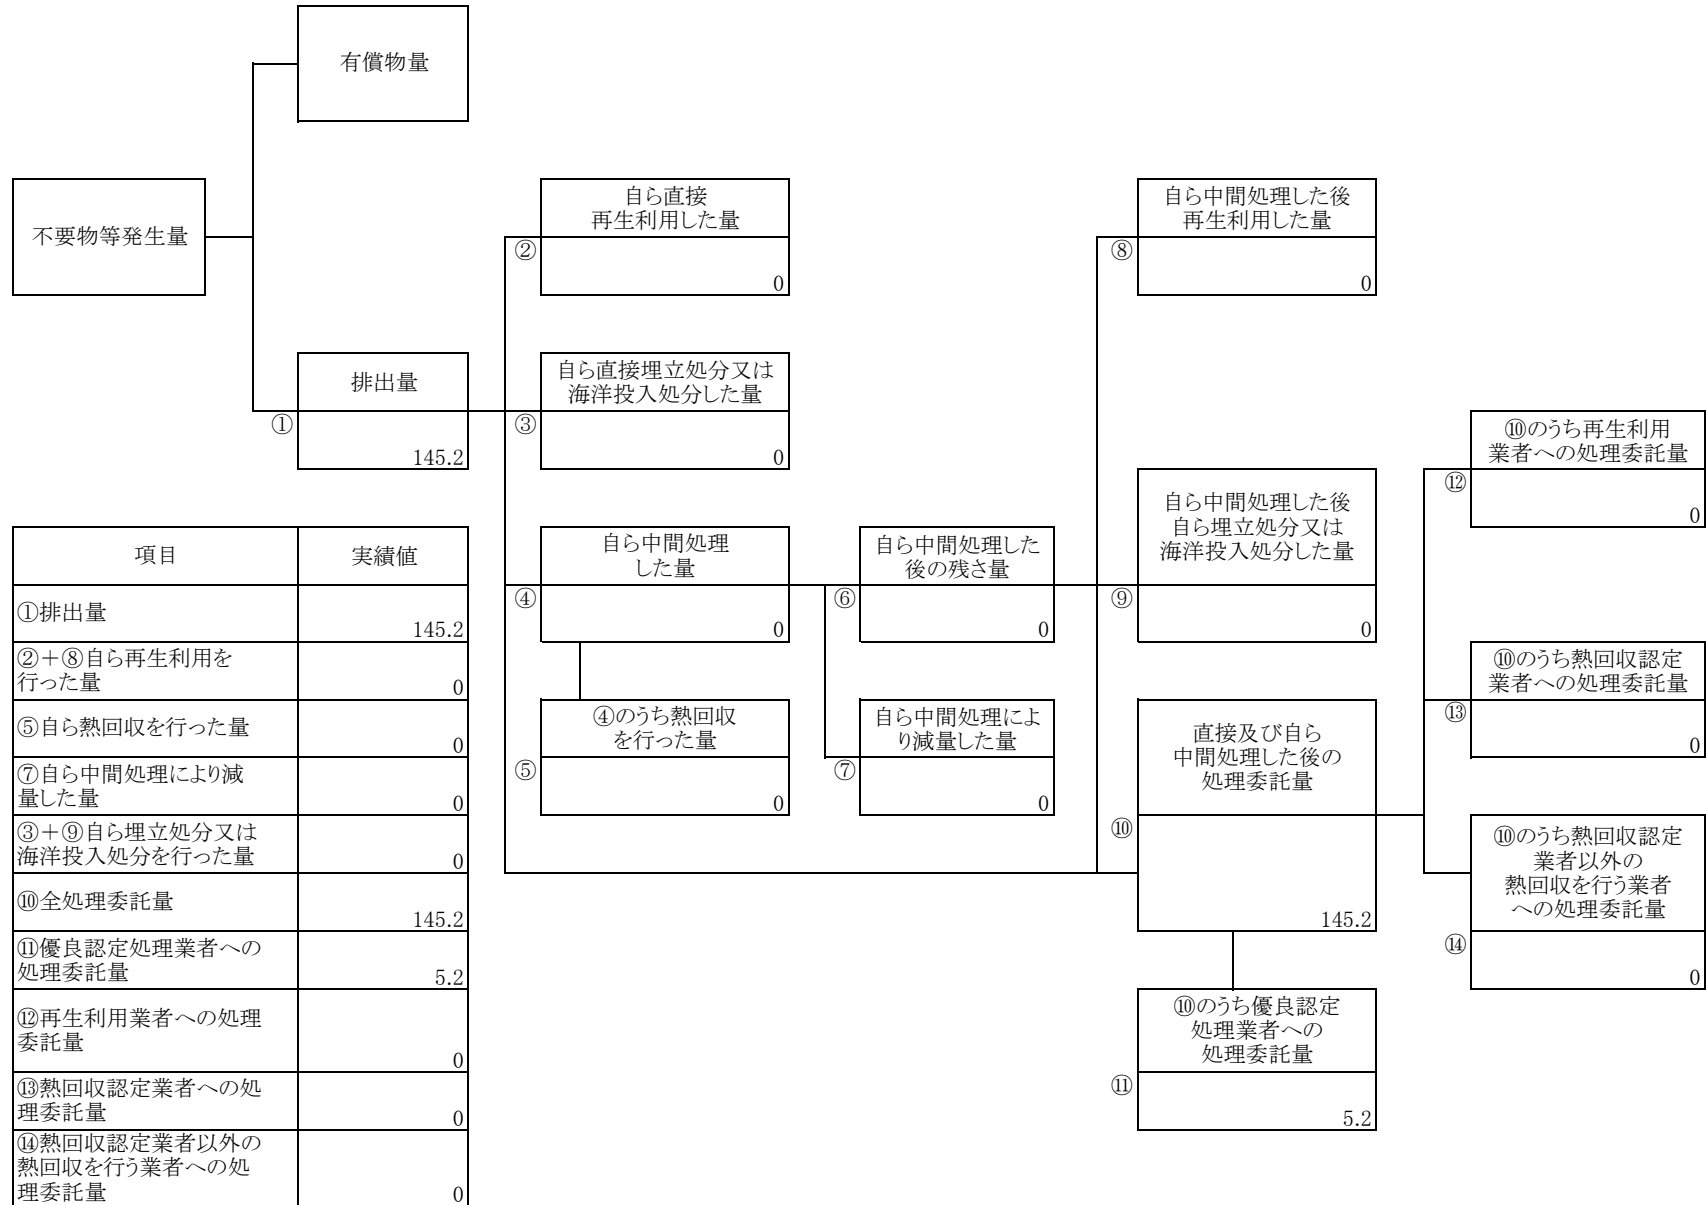 有償物量
不要物等発生量
自ら直接
再生利用した量
②
0
自ら中間処理した後
再生利用した量
⑧
0
排出量
①
145.2
自ら直接埋立処分又は
海洋投入処分した量
③
0
⑩のうち再生利用
業者への処理委託量
⑫
0
自ら中間処理
した量
④
0
自ら中間処理した
後の残さ量
⑥
0
自ら中間処理した後
自ら埋立処分又は
海洋投入処分した量
⑨
0
⑩のうち熱回収認定
業者への処理委託量
⑬
0
④のうち熱回収
を行った量
⑤
0
自ら中間処理によ
り減量した量
⑦
0
直接及び自ら
中間処理した後の
処理委託量
⑩
145.2
⑩のうち熱回収認定
業者以外の
熱回収を行う業者
への処理委託量
⑭
0
⑩のうち優良認定
処理業者への
処理委託量
⑪
5.2
項目 実績値
①排出量
145.2
②＋⑧自ら再生利用を
行った量
0
⑤自ら熱回収を行った量
0
⑦自ら中間処理により減
量した量
0
③＋⑨自ら埋立処分又は
海洋投入処分を行った量
0
⑩全処理委託量
145.2
⑪優良認定処理業者への
処理委託量
5.2
⑫再生利用業者への処理
委託量
0
⑬熱回収認定業者への処
理委託量
0
⑭熱回収認定業者以外の
熱回収を行う業者への処
理委託量
0